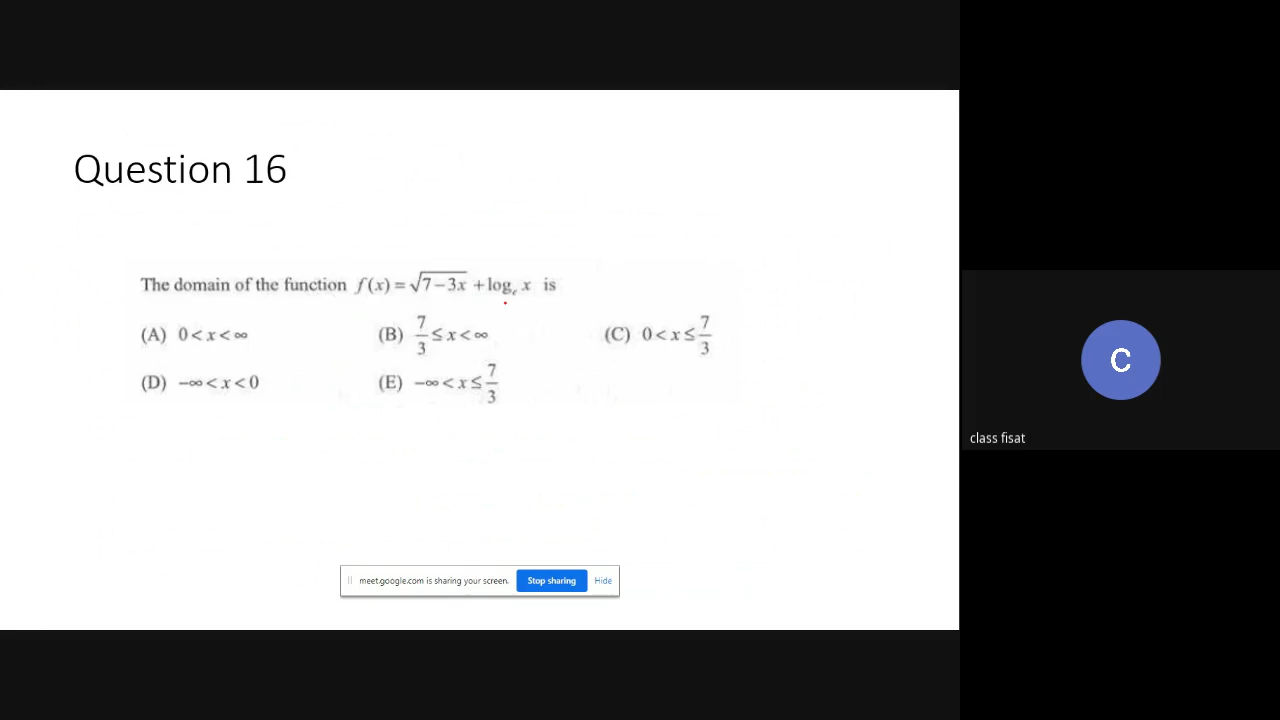 Question 16
The domain of the function f(x) = √7−3x + logₑ x is
(A) 0 < x < ∞ (B) 7/3 ≤ x < ∞ (C) 0 < x ≤ 7/3
(D) −∞ < x < 0 (E) −∞ < x ≤ 7/3
C
class fisat
meet.google.com is sharing your screen. Stop sharing Hide